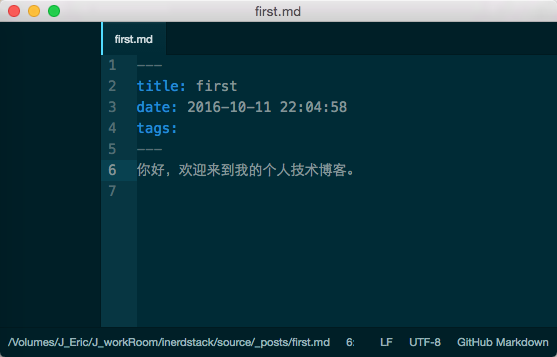 first.md
first.md
1 ---
2 title: first
3 date: 2016-10-11 22:04:58
4 tags:
5 ---
6 你好，欢迎来到我的个人技术博客。
7
/Volumes/J_Eric/J_workRoom/inerdstack/source/_posts/first.md 6: LF UTF-8 GitHub Markdown